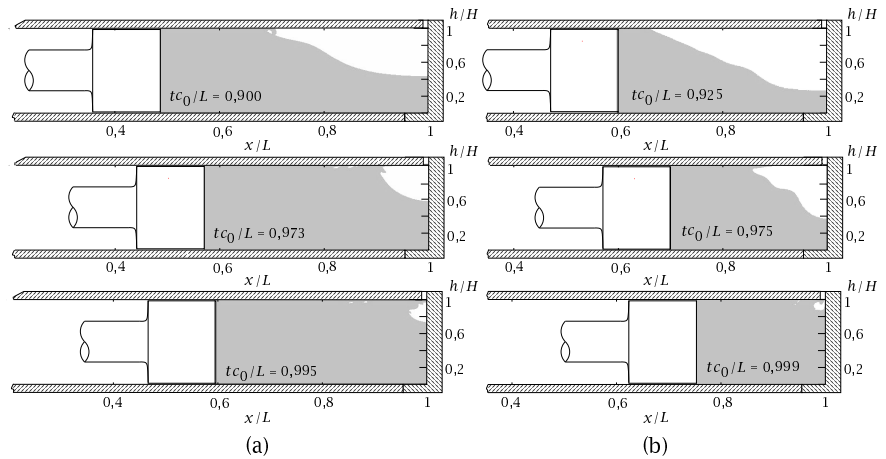 h/H
1
0,6
0,2
tc0/L = 0,900
0,4
0,6
0,8
1
x/L
h/H
1
0,6
0,2
tc0/L = 0,925
0,4
0,6
0,8
1
x/L
h/H
1
0,6
0,2
tc0/L = 0,973
0,4
0,6
0,8
1
x/L
h/H
1
0,6
0,2
tc0/L = 0,975
0,4
0,6
0,8
1
x/L
h/H
1
0,6
0,2
tc0/L = 0,995
0,4
0,6
0,8
1
x/L
h/H
1
0,6
0,2
tc0/L = 0,999
0,4
0,6
0,8
1
x/L
(a)
(b)